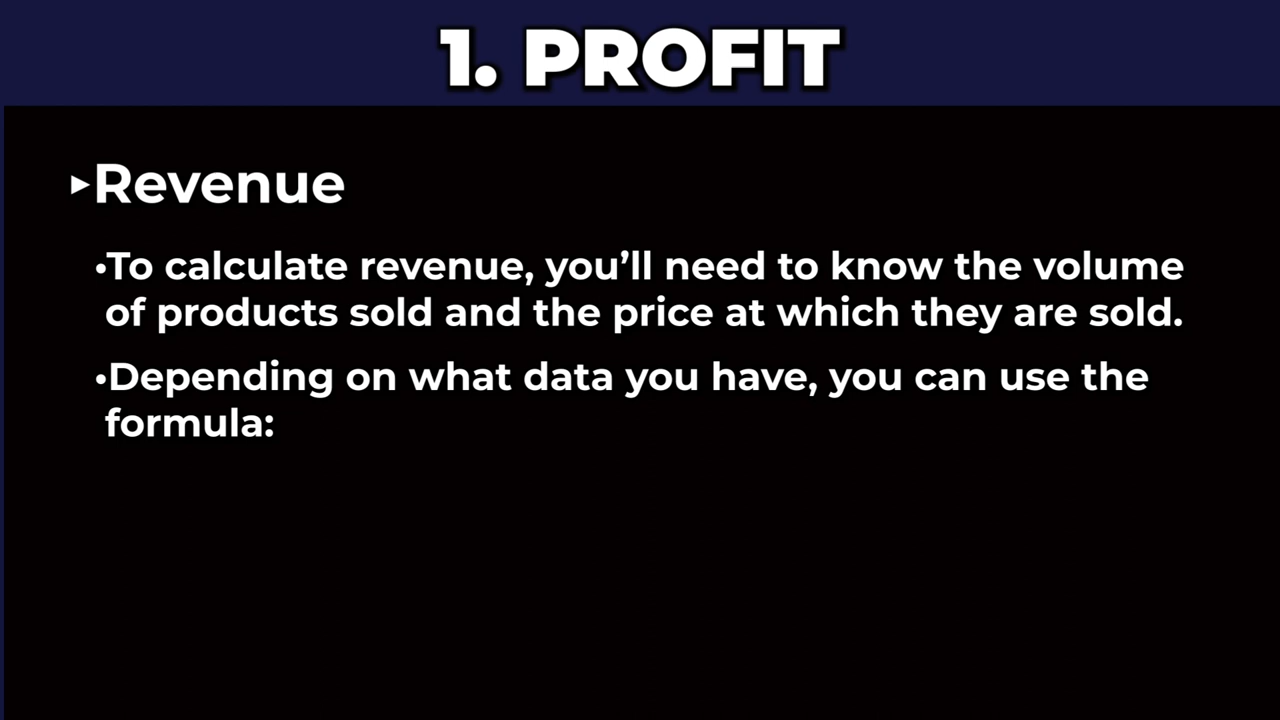 1. PROFIT
▸Revenue
•To calculate revenue, you’ll need to know the volume
of products sold and the price at which they are sold.
•Depending on what data you have, you can use the
formula: